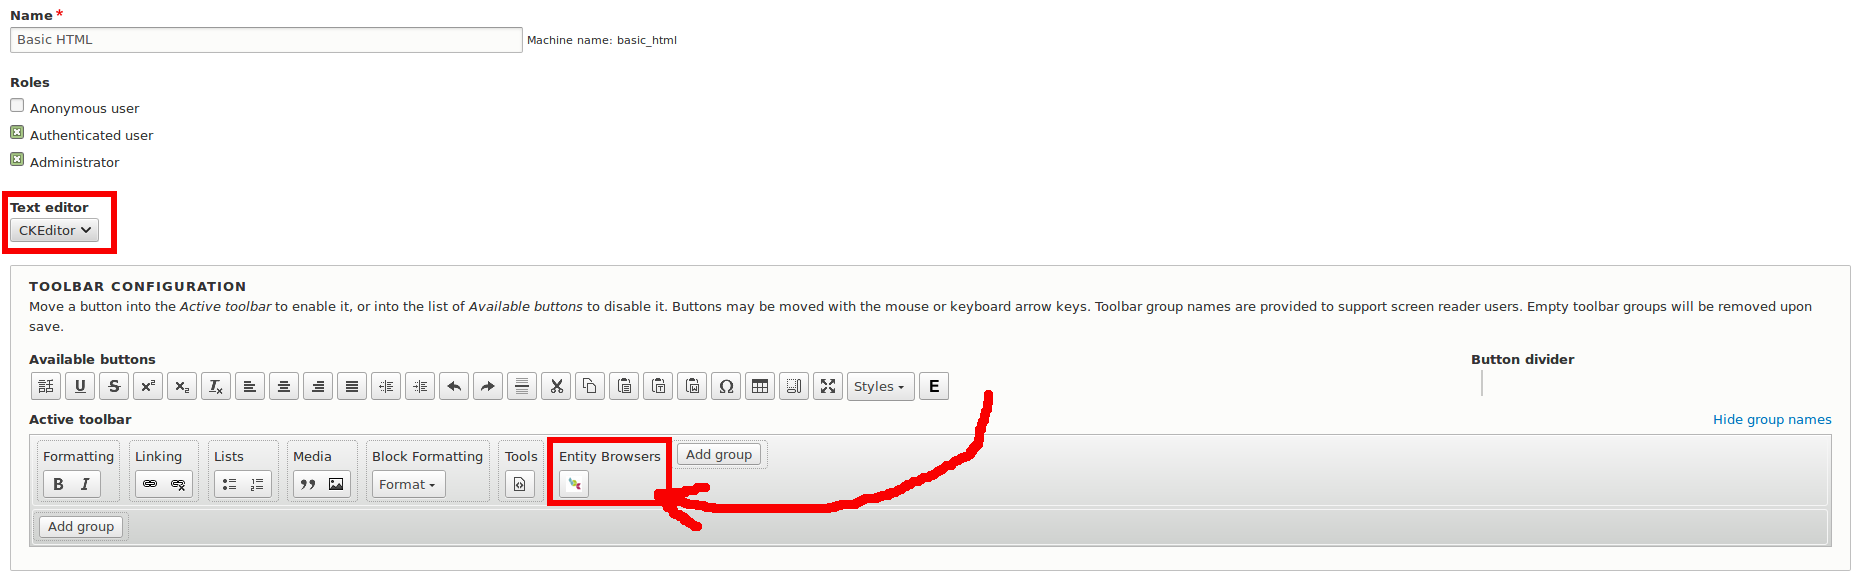 Name *
Basic HTML
Machine name: basic_html
Roles
Anonymous user
Authenticated user
Administrator
Text editor
CKEditor
TOOLBAR CONFIGURATION
Move a button into the Active toolbar to enable it, or into the list of Available buttons to disable it. Buttons may be moved with the mouse or keyboard arrow keys. Toolbar group names are provided to support screen reader users. Empty toolbar groups will be removed upon
save.
Available buttons
Button divider
U S x² x₂ Tx Ω Styles E
Active toolbar
Hide group names
Formatting Linking Lists Media Block Formatting Tools Entity Browsers Add group
B I Format
Add group